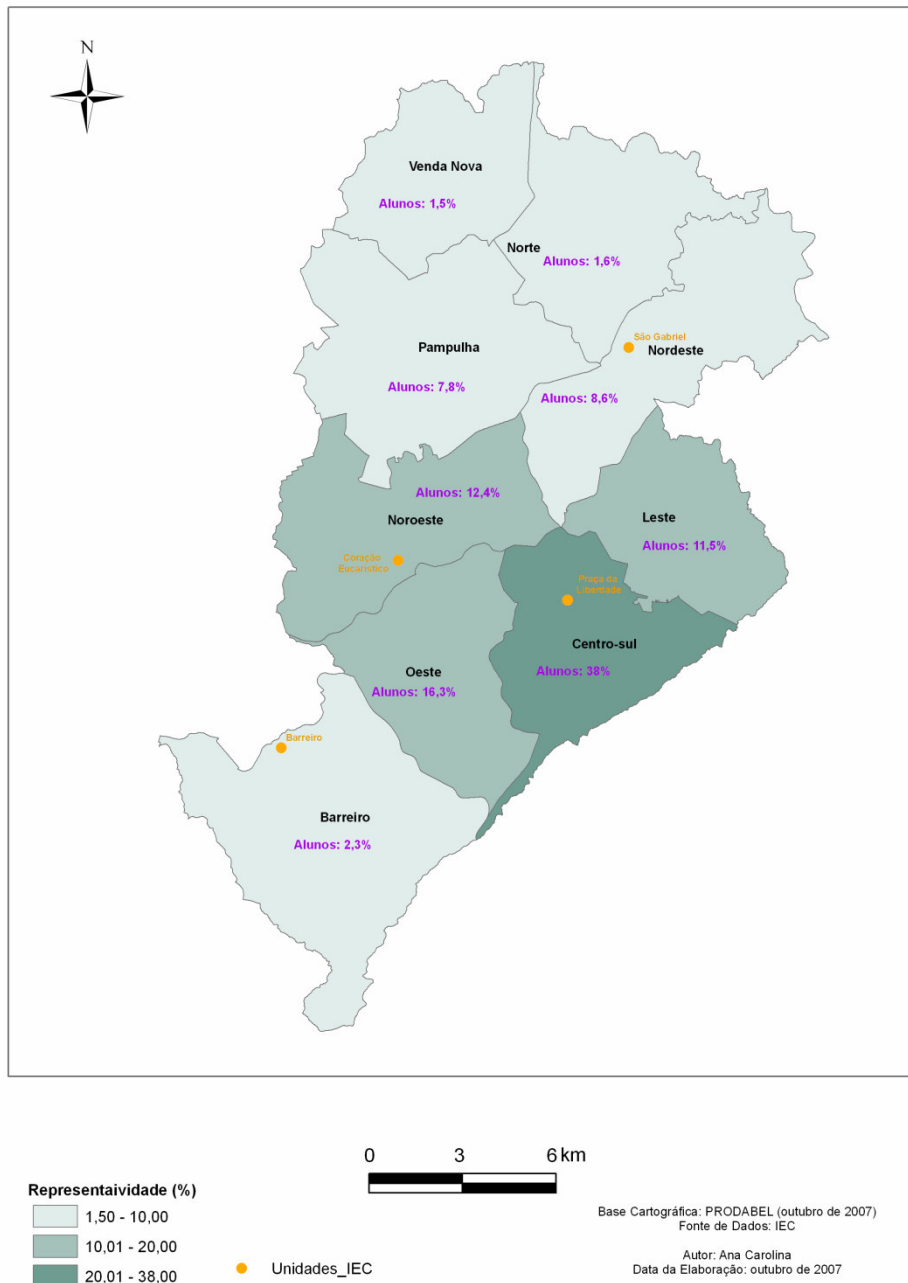 N
Venda Nova
Alunos: 1,5%
Norte
Alunos: 1,6%
São Gabriel
Nordeste
Pampulha
Alunos: 7,8%
Alunos: 8,6%
Alunos: 12,4%
Noroeste
Leste
Alunos: 11,5%
Coração
Eucarístico
Praça da
Liberdade
Centro-sul
Alunos: 38%
Oeste
Alunos: 16,3%
Barreiro
Barreiro
Alunos: 2,3%
0 3 6 km
Representaividade (%)
1,50 - 10,00
10,01 - 20,00
20,01 - 38,00
Unidades_IEC
Base Cartográfica: PRODABEL (outubro de 2007)
Fonte de Dados: IEC
Autor: Ana Carolina
Data da Elaboração: outubro de 2007